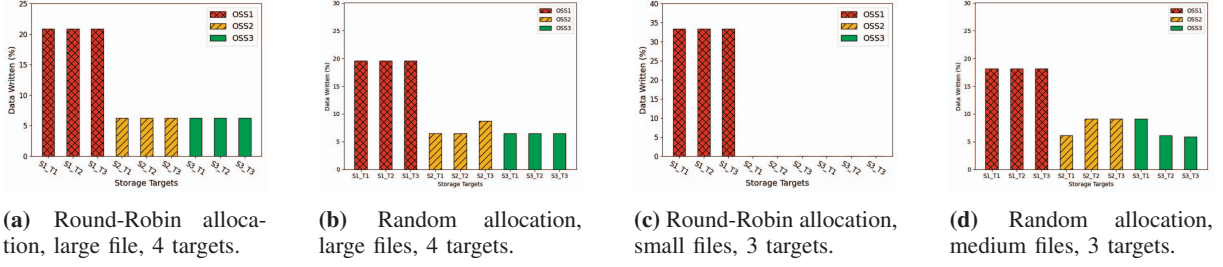 25
20
15
10
5
0
Data Written (%)
OSS1
OSS2
OSS3
S1_T1
S1_T2
S1_T3
S2_T1
S2_T2
S2_T3
S3_T1
S3_T2
S3_T3
Storage Targets
(a) Round-Robin alloca-
tion, large file, 4 targets.
30
25
20
15
10
5
0
Data Written (%)
OSS1
OSS2
OSS3
S1_T1
S1_T2
S1_T3
S2_T1
S2_T2
S2_T3
S3_T1
S3_T2
S3_T3
Storage Targets
(b) Random allocation,
large files, 4 targets.
40
35
30
25
20
15
10
5
0
Data Written (%)
OSS1
OSS2
OSS3
S1_T1
S1_T2
S1_T3
S2_T1
S2_T2
S2_T3
S3_T1
S3_T2
S3_T3
Storage Targets
(c) Round-Robin allocation,
small files, 3 targets.
30
25
20
15
10
5
0
Data Written (%)
OSS1
OSS2
OSS3
S1_T1
S1_T2
S1_T3
S2_T1
S2_T2
S2_T3
S3_T1
S3_T2
S3_T3
Storage Targets
(d) Random allocation,
medium files, 3 targets.